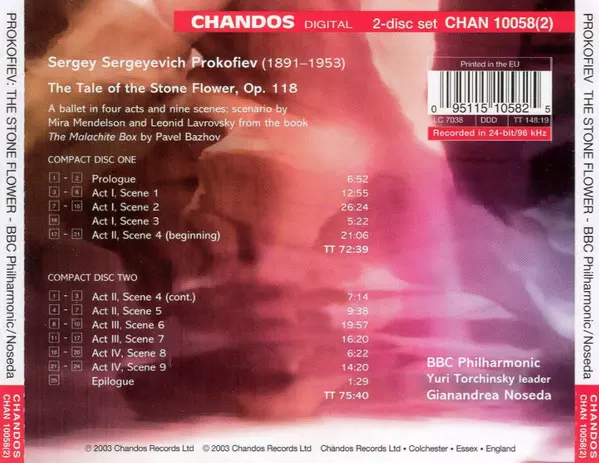 CHANDOS DIGITAL 2-disc set CHAN 10058(2)
Sergey Sergeyevich Prokofiev (1891–1953)
The Tale of the Stone Flower, Op. 118
A ballet in four acts and nine scenes: scenario by
Mira Mendelson and Leonid Lavrovsky from the book
The Malachite Box by Pavel Bazhov
Printed in the EU
0 95115 10582 5
LC 7038 DDD TT 148:19
Recorded in 24-bit/96 kHz
COMPACT DISC ONE
1 - 2 Prologue 6:52
3 - 6 Act I, Scene 1 12:55
7 - 15 Act I, Scene 2 26:24
16 Act I, Scene 3 5:22
17 - 21 Act II, Scene 4 (beginning) 21:06
TT 72:39
COMPACT DISC TWO
1 - 3 Act II, Scene 4 (cont.) 7:14
4 - 7 Act II, Scene 5 9:38
8 - 10 Act III, Scene 6 19:57
11 - 17 Act III, Scene 7 16:20
18 - 20 Act IV, Scene 8 6:22
21 - 24 Act IV, Scene 9 14:20
25 Epilogue 1:29
TT 75:40
BBC Philharmonic
Yuri Torchinsky leader
Gianandrea Noseda
℗ 2003 Chandos Records Ltd © 2003 Chandos Records Ltd Chandos Records Ltd • Colchester • Essex • England
PROKOFIEV: THE STONE FLOWER - BBC Philharmonic/Noseda
CHANDOS
CHAN 10058(2)
PROKOFIEV: THE STONE FLOWER - BBC Philharmonic/Noseda
CHANDOS
CHAN 10058(2)